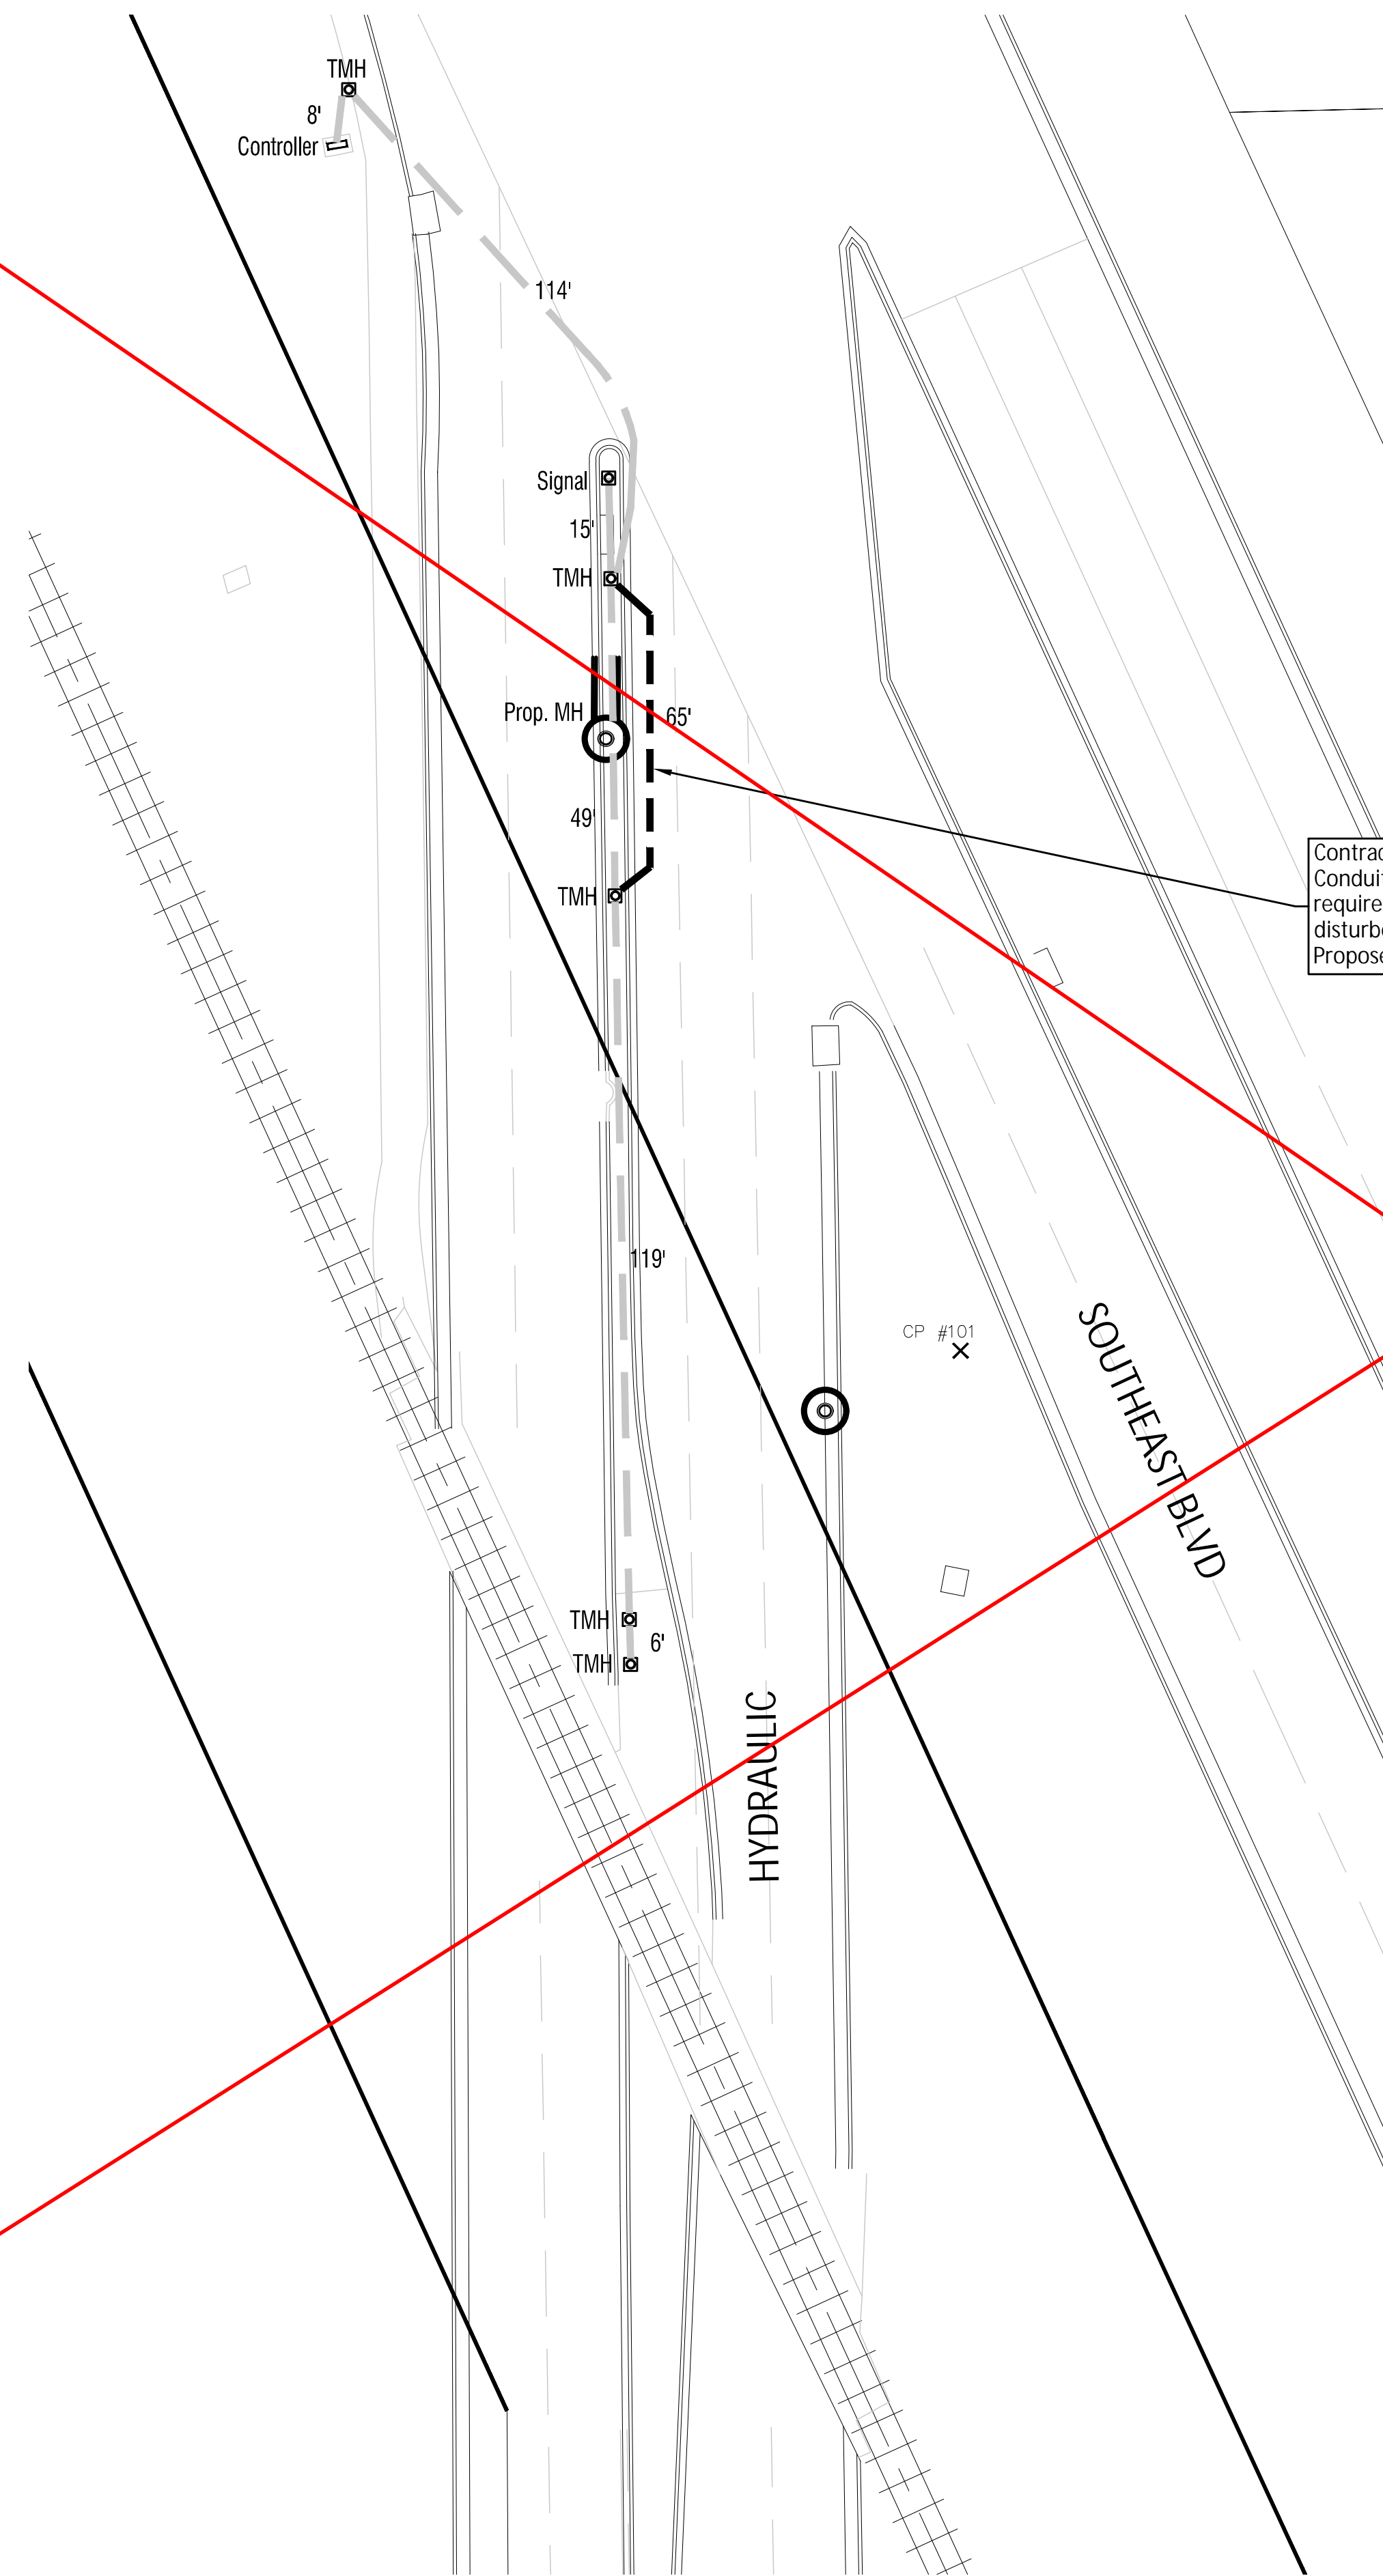 TMH
8'
Controller
114'
Signal
15'
TMH
Prop. MH
65'
49'
TMH
119'
CP #101
SOUTHEAST BLVD
TMH
6'
TMH
HYDRAULIC
Contrac
Conduit
require
disturbe
Propose